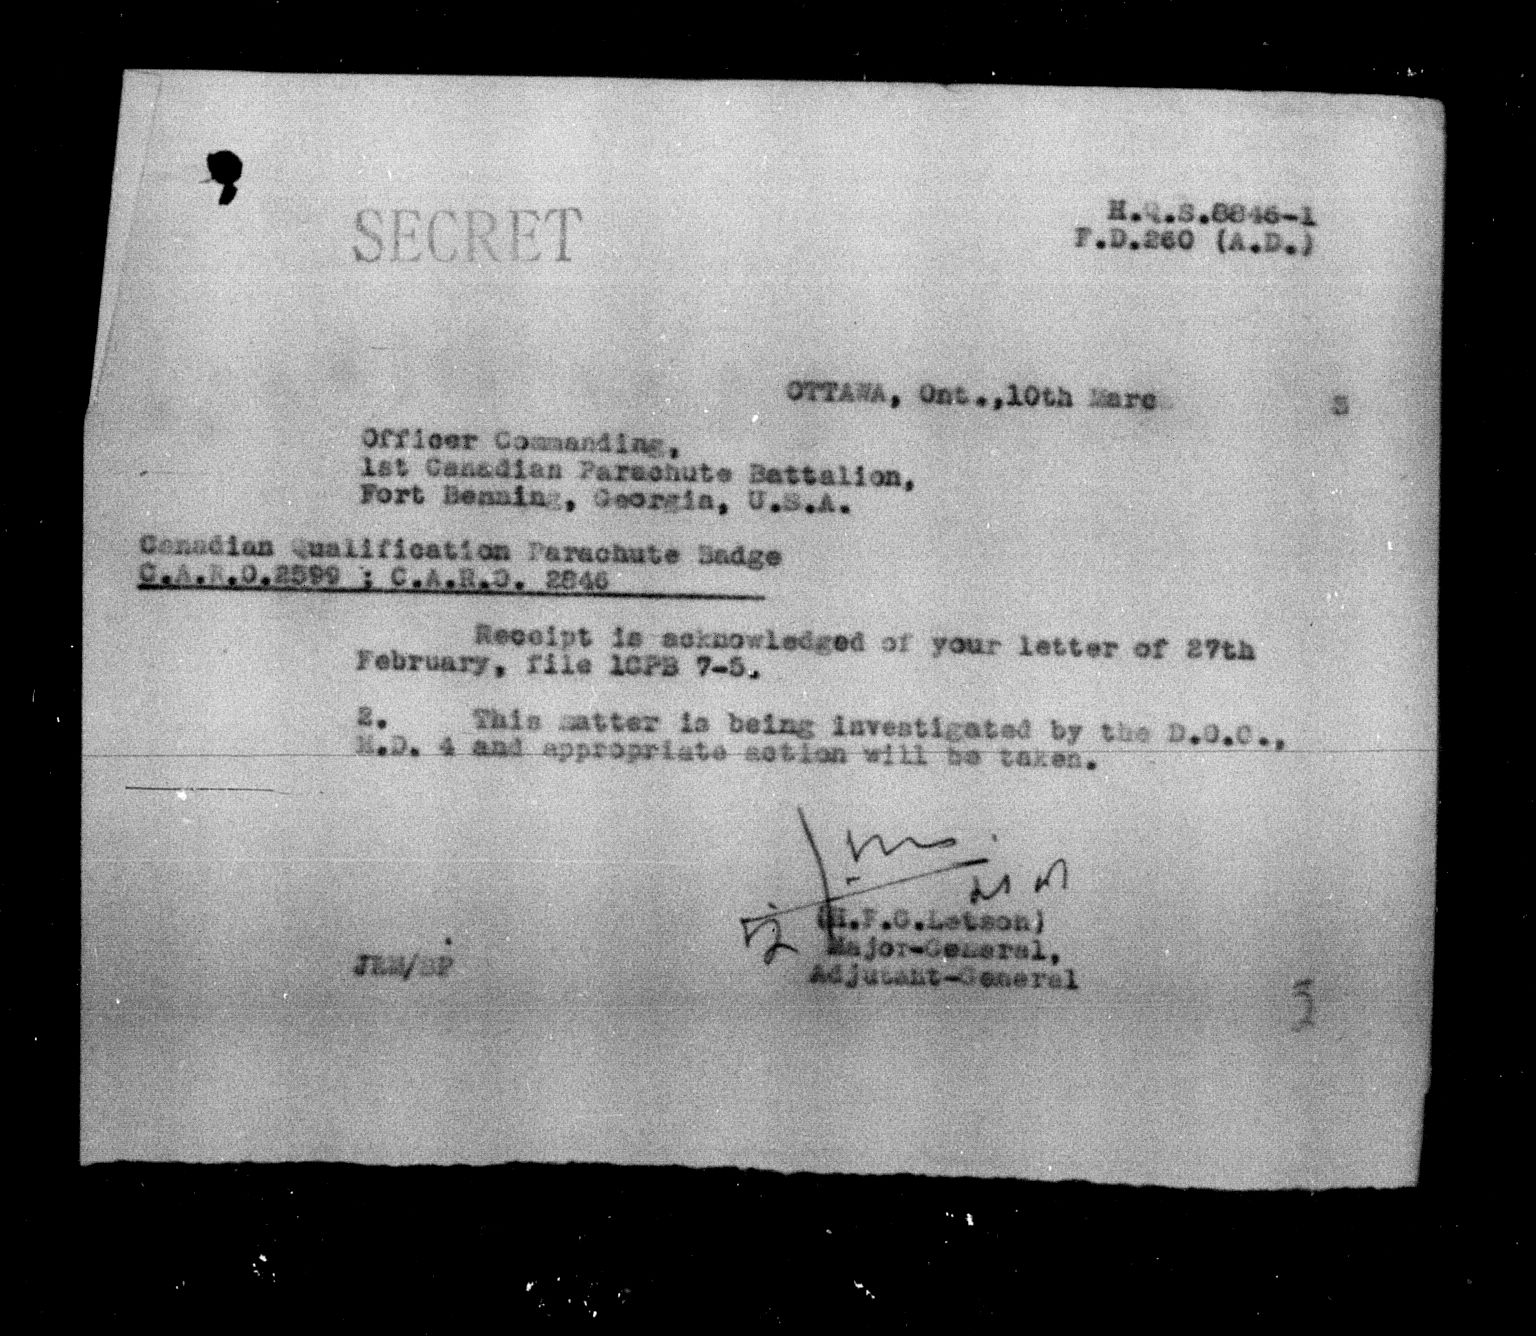 SECRET
H.Q.S.8846-1
F.D.260 (A.D.)
OTTAWA, Ont.,10th Marc 3
Officer Commanding,
1st Canadian Parachute Battalion,
Fort Benning, Georgia, U.S.A.
Canadian Qualification Parachute Badge
C.A.R.O.2599 ; C.A.R.O. 2846
Receipt is acknowledged of your letter of 27th
February, file 1CPB 7-5.
2. This matter is being investigated by the D.O.C.,
M.D. 4 and appropriate action will be taken.
(H.F.G.Letson)
Major-General,
Adjutant-General